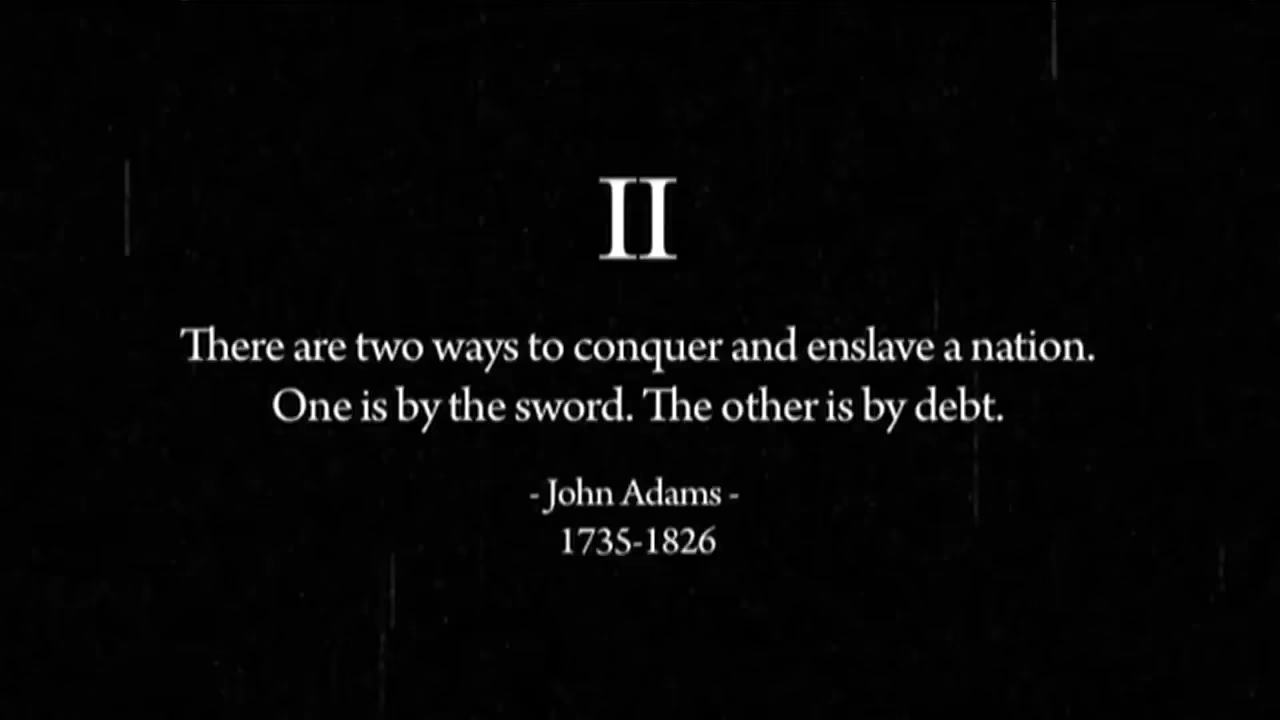 II
There are two ways to conquer and enslave a nation.
One is by the sword. The other is by debt.
- John Adams -
1735-1826